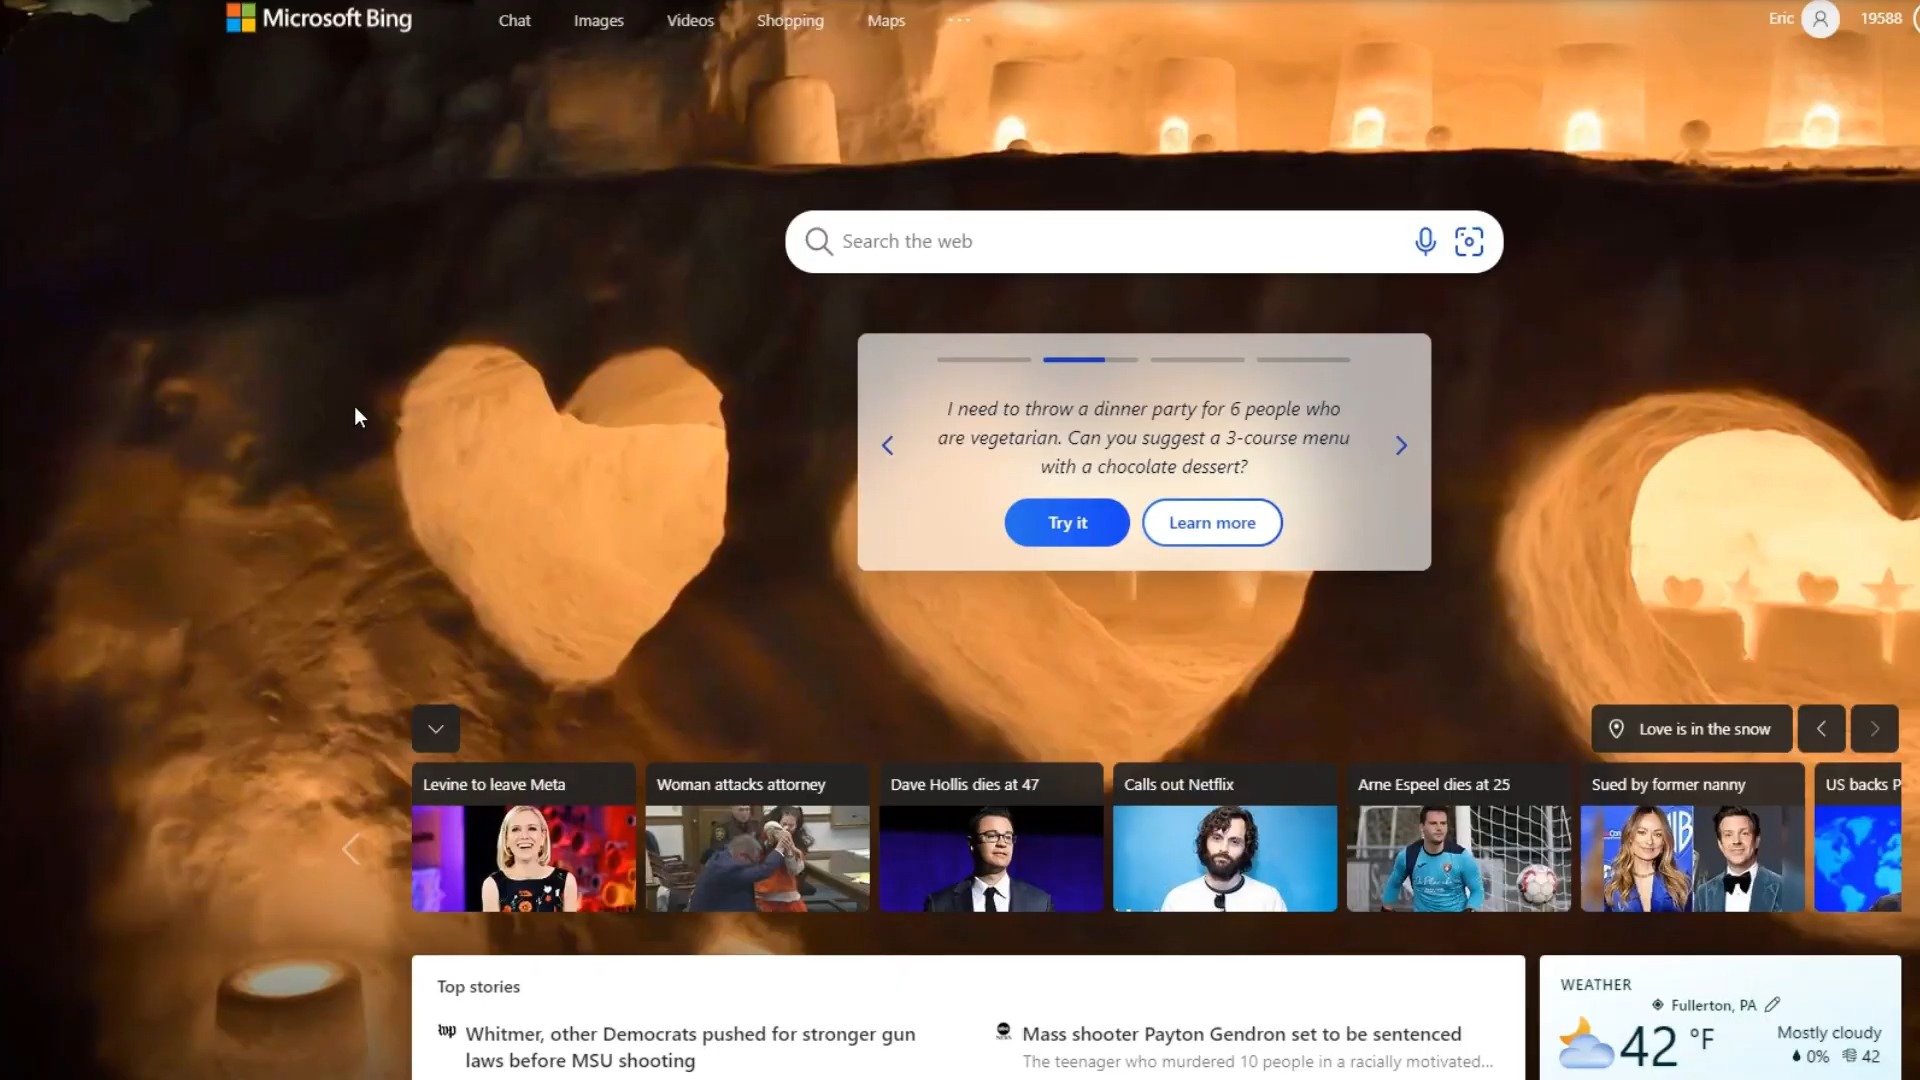 Microsoft Bing
Chat
Images
Videos
Shopping
Maps
...
Eric
19588
Search the web
I need to throw a dinner party for 6 people who
are vegetarian. Can you suggest a 3-course menu
with a chocolate dessert?
Try it
Learn more
Love is in the snow
Levine to leave Meta
Woman attacks attorney
Dave Hollis dies at 47
Calls out Netflix
Arne Espeel dies at 25
Sued by former nanny
US backs P
Top stories
wp Whitmer, other Democrats pushed for stronger gun
laws before MSU shooting
Mass shooter Payton Gendron set to be sentenced
The teenager who murdered 10 people in a racially motivated...
WEATHER
Fullerton, PA
42 °F
Mostly cloudy
0% 42